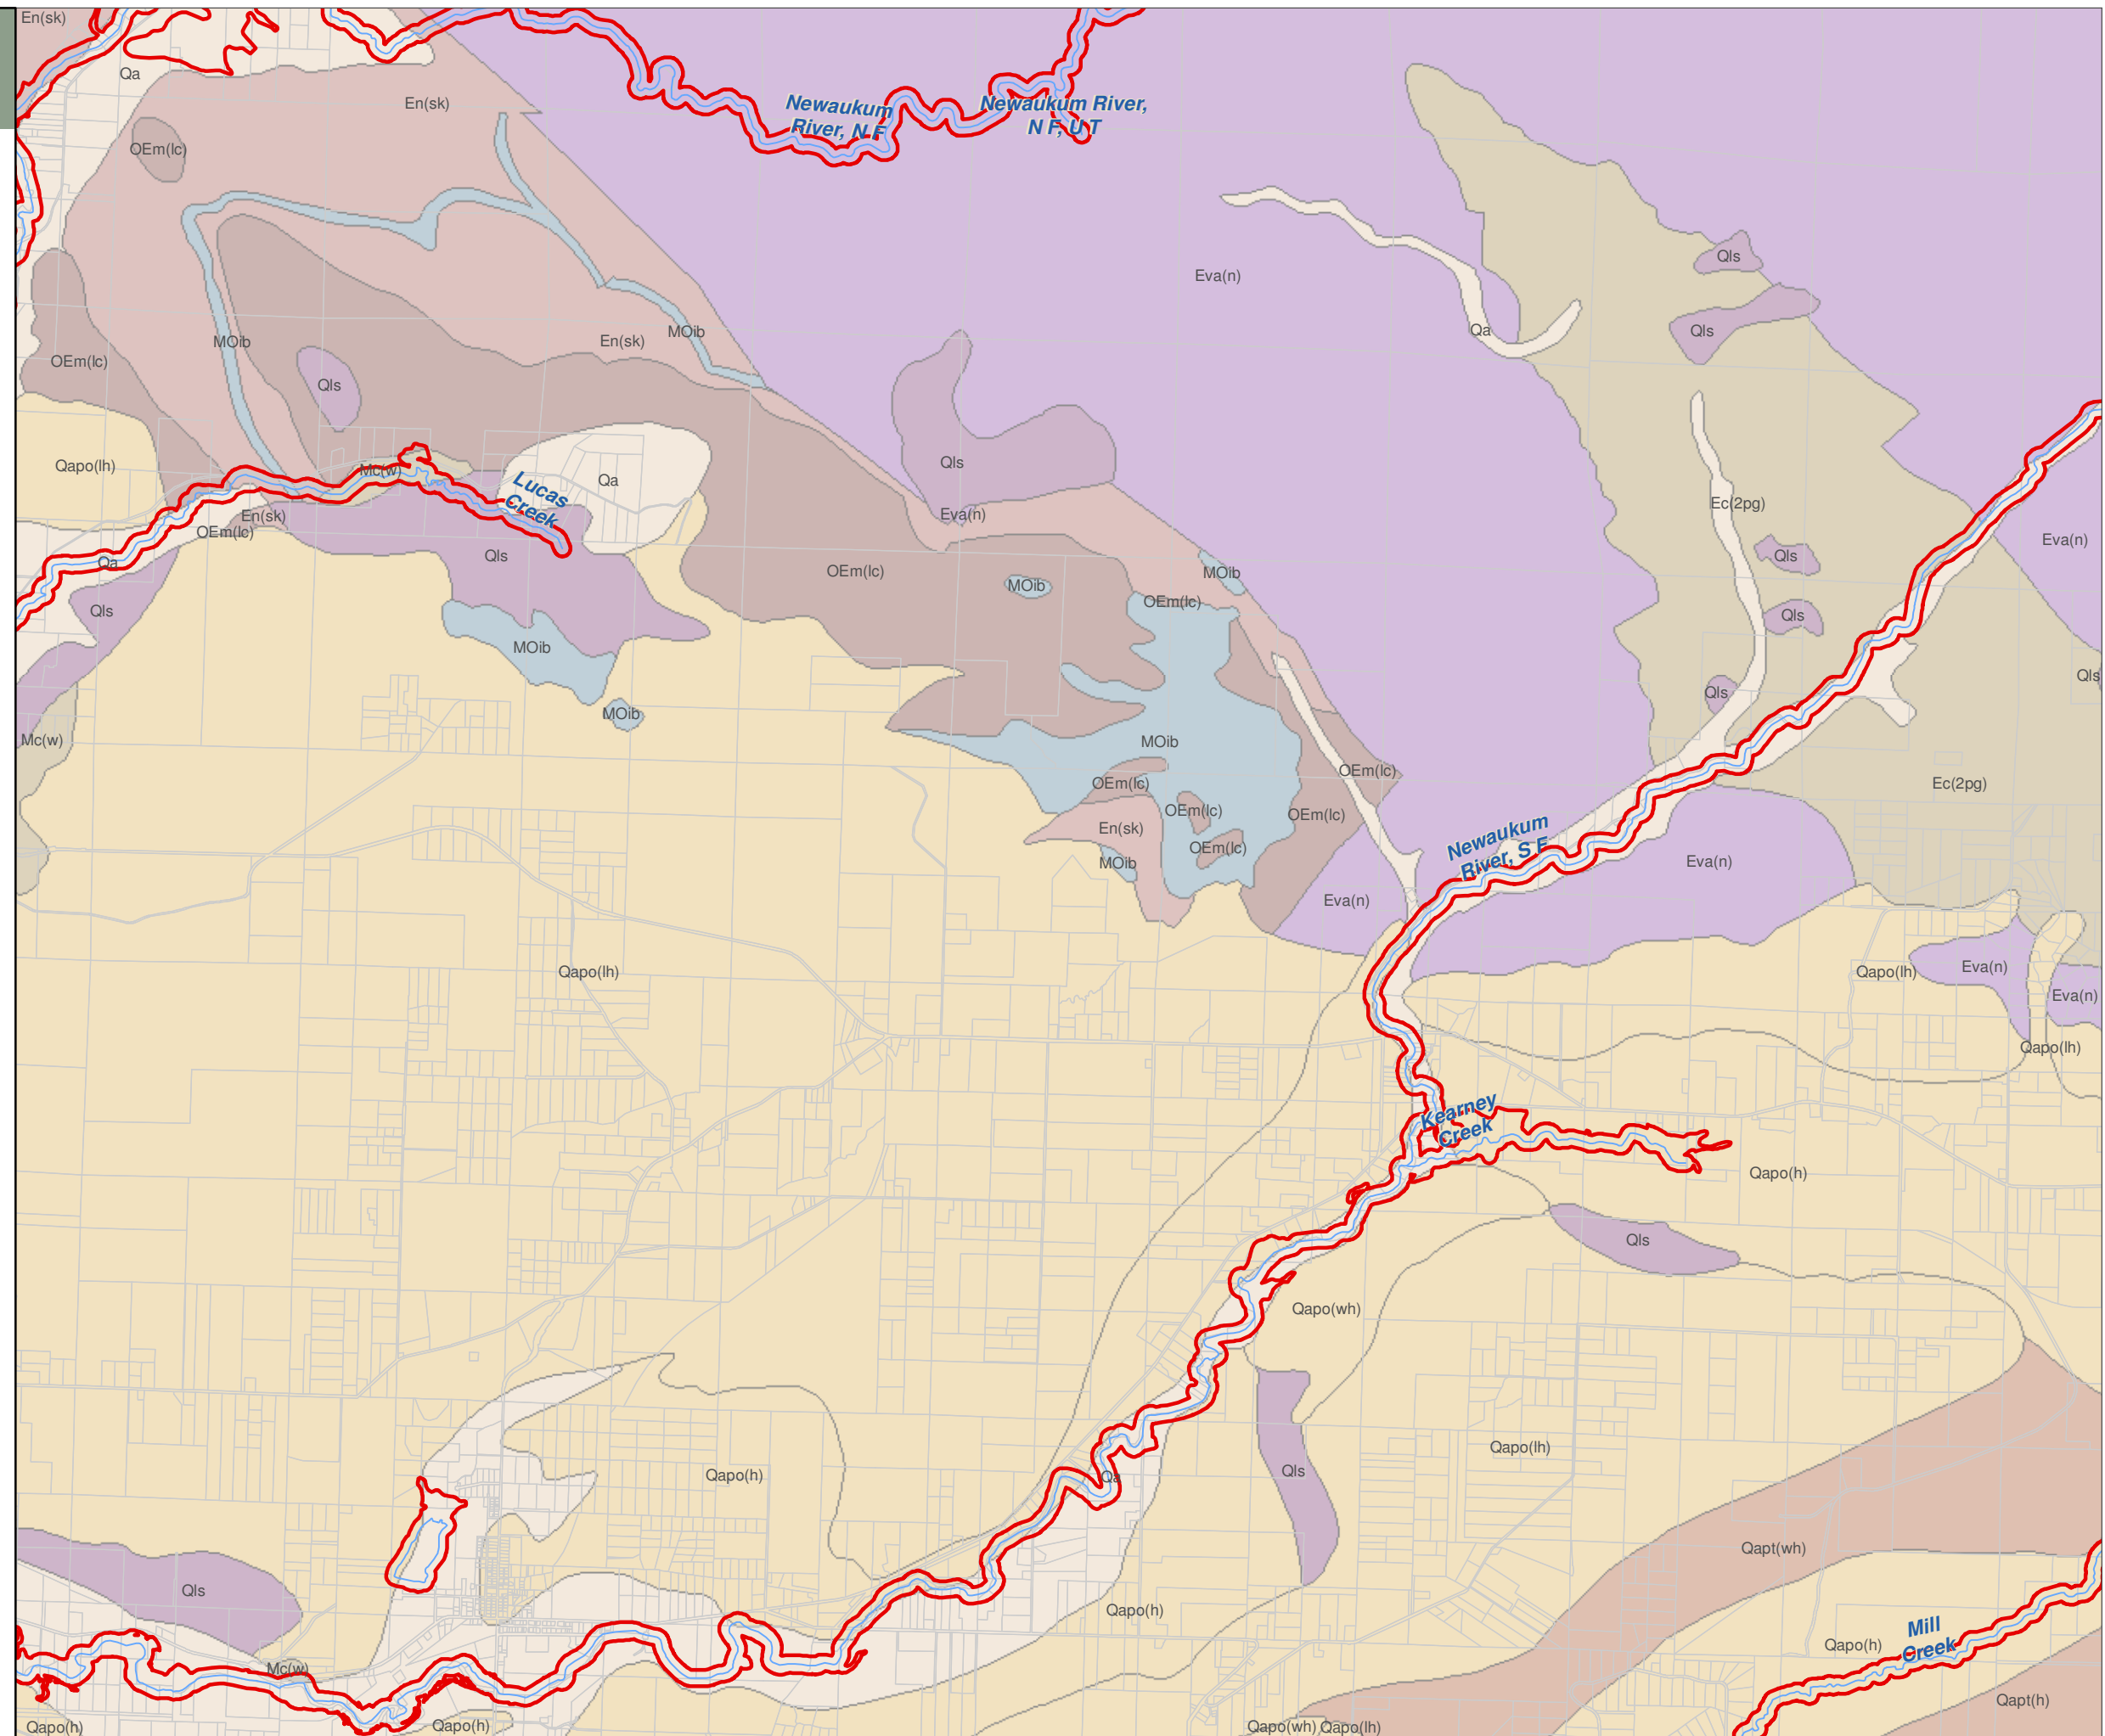 En(sk)
Qa
En(sk)
Newaukum
River, N F
Newaukum River,
N F, U T
OEm(lc)
Qls
Eva(n)
Qls
Qa
MOib
MOib
En(sk)
OEm(lc)
Qls
Qapo(lh)
Mc(w)
Lucas
Creek
Qa
Qls
Ec(2pg)
En(sk)
OEm(lc)
Eva(n)
Eva(n)
Qa
Qls
Qls
OEm(lc)
MOib
MOib
OEm(lc)
Qls
Qls
MOib
Qls
Qls
MOib
Mc(w)
MOib
OEm(lc)
OEm(lc)
Ec(2pg)
OEm(lc)
OEm(lc)
En(sk)
Newaukum
River, S F
OEm(lc)
MOib
Eva(n)
Eva(n)
Qapo(lh)
Qapo(lh)
Eva(n)
Eva(n)
Qapo(lh)
Kearney
Creek
Qapo(h)
Qls
Qapo(wh)
Qapo(lh)
Qapo(h)
Qa
Qls
Qapt(wh)
Qls
Qapo(h)
Mill
Creek
Qapo(h)
Mc(w)
Qapt(h)
Qapo(h)
Qapo(h)
Qapo(wh)
Qapo(lh)